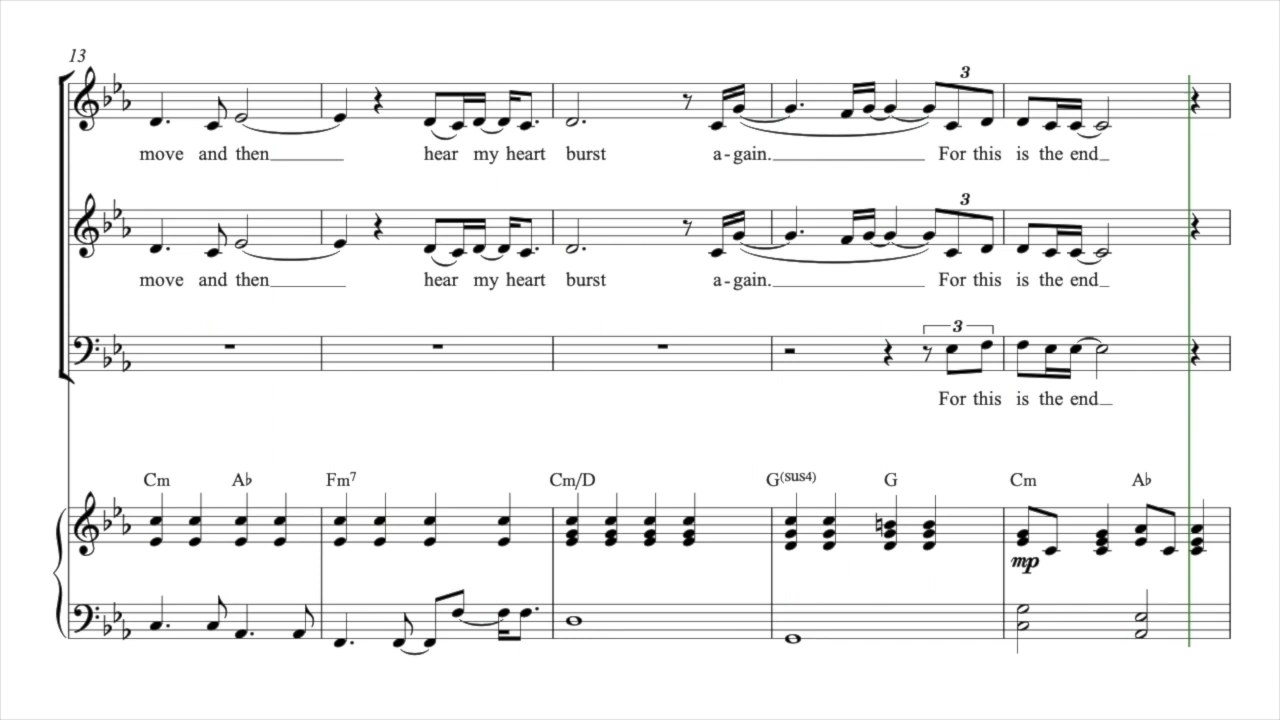 13
3
move and then hear my heart burst a-gain. For this is the end
3
move and then hear my heart burst a-gain. For this is the end
3
For this is the end
Cm A♭ Fm7 Cm/D G(sus4) G Cm A♭
mp